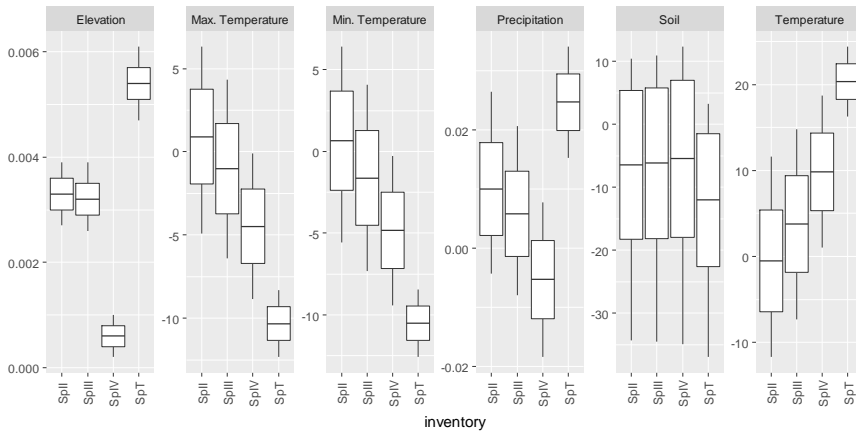 Elevation
Max. Temperature
Min. Temperature
Precipitation
Soil
Temperature
0.006
0.004
0.002
0.000
5
0
-5
-10
5
0
-5
-10
0.02
0.00
-0.02
10
0
-10
-20
-30
20
10
0
-10
SpII
SpIII
SpIV
SpT
SpII
SpIII
SpIV
SpT
SpII
SpIII
SpIV
SpT
SpII
SpIII
SpIV
SpT
SpII
SpIII
SpIV
SpT
SpII
SpIII
SpIV
SpT
inventory